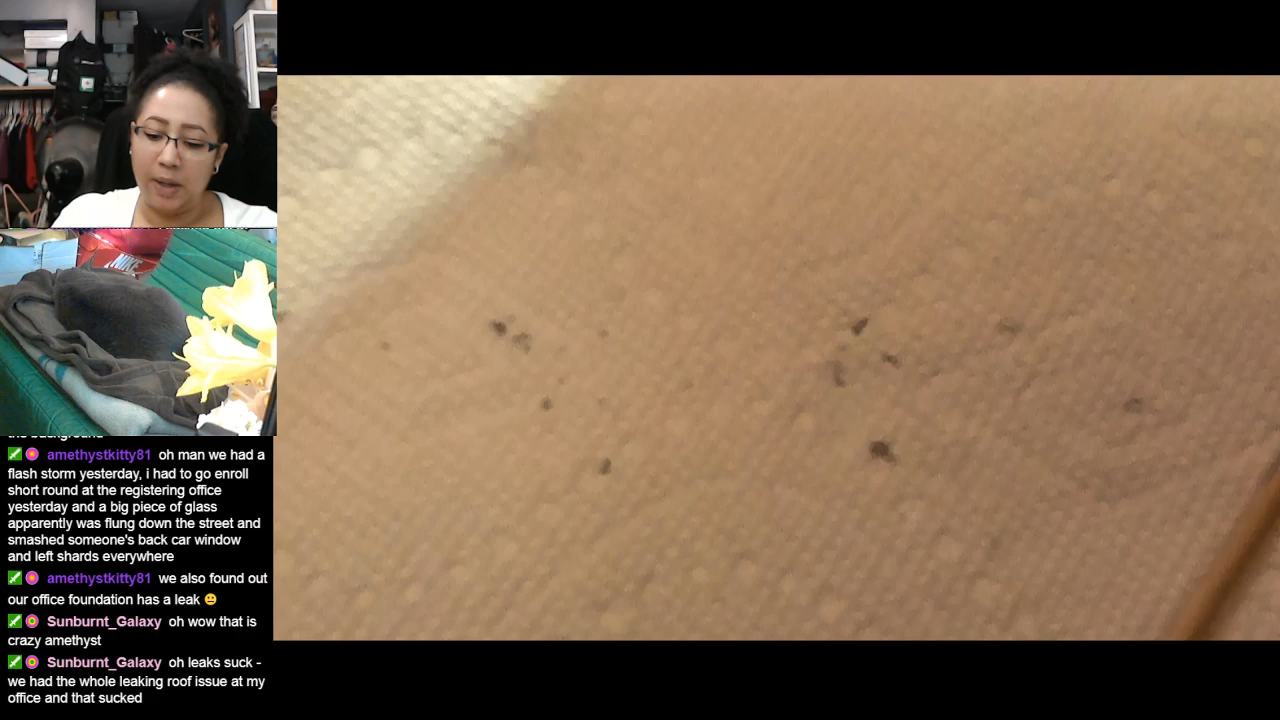 the background
amethystkitty81 oh man we had a
flash storm yesterday, i had to go enroll
short round at the registering office
yesterday and a big piece of glass
apparently was flung down the street and
smashed someone's back car window
and left shards everywhere
amethystkitty81 we also found out
our office foundation has a leak 😐
Sunburnt_Galaxy oh wow that is
crazy amethyst
Sunburnt_Galaxy oh leaks suck -
we had the whole leaking roof issue at my
office and that sucked